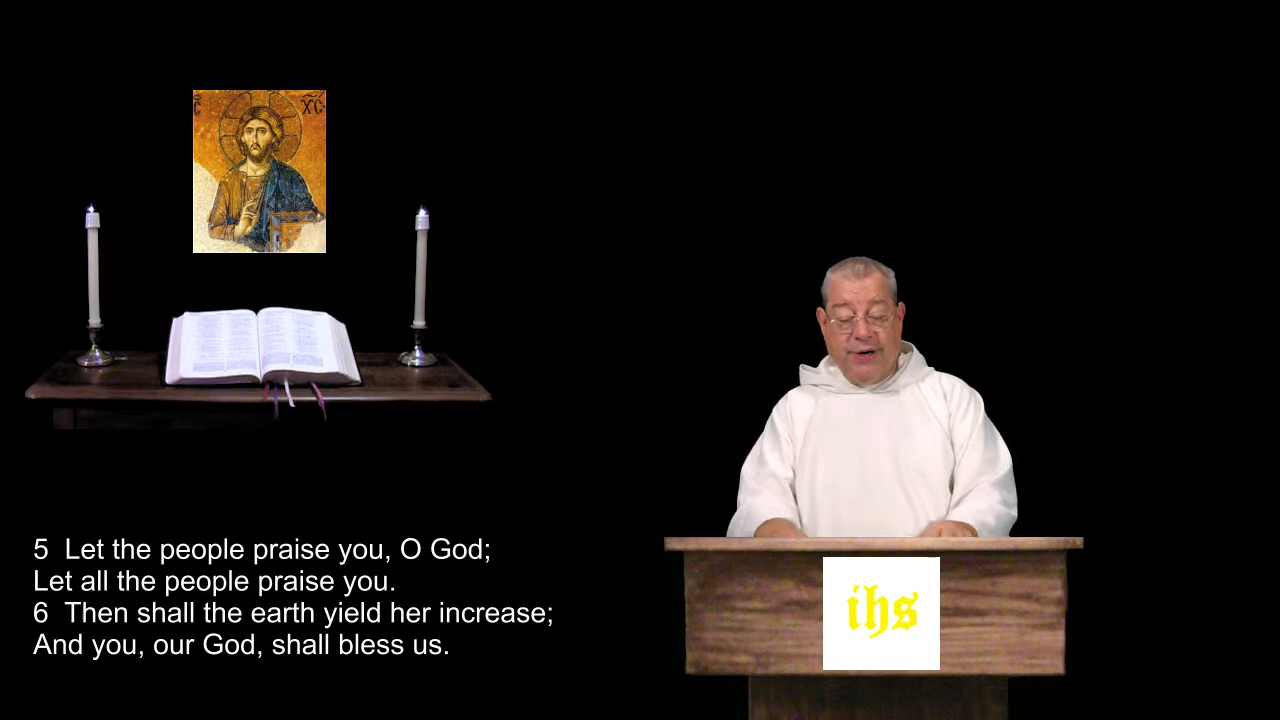 ΧC
5 Let the people praise you, O God;
Let all the people praise you.
6 Then shall the earth yield her increase;
And you, our God, shall bless us.
ihs